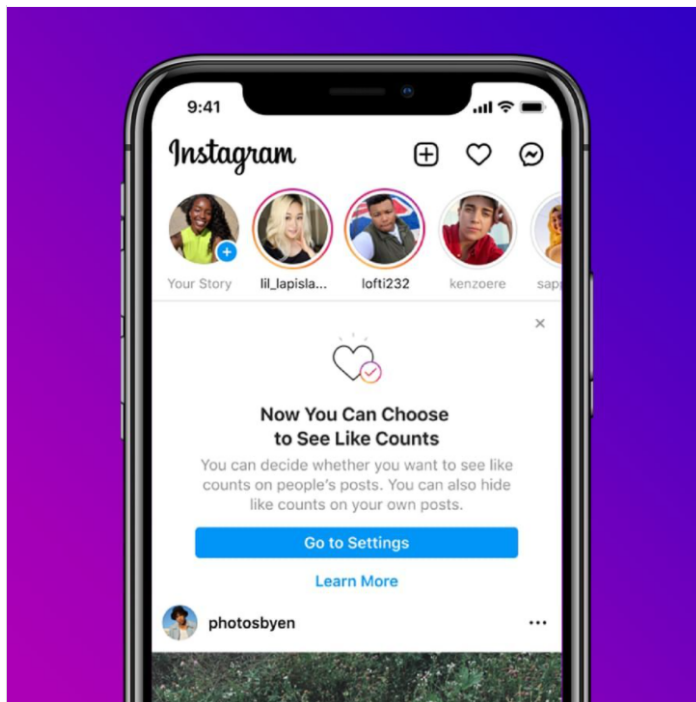 9:41
Instagram
Your Story
lil_lapisla...
lofti232
kenzoere
sapp
Now You Can Choose
to See Like Counts
You can decide whether you want to see like
counts on people's posts. You can also hide
like counts on your own posts.
Go to Settings
Learn More
photosbyen